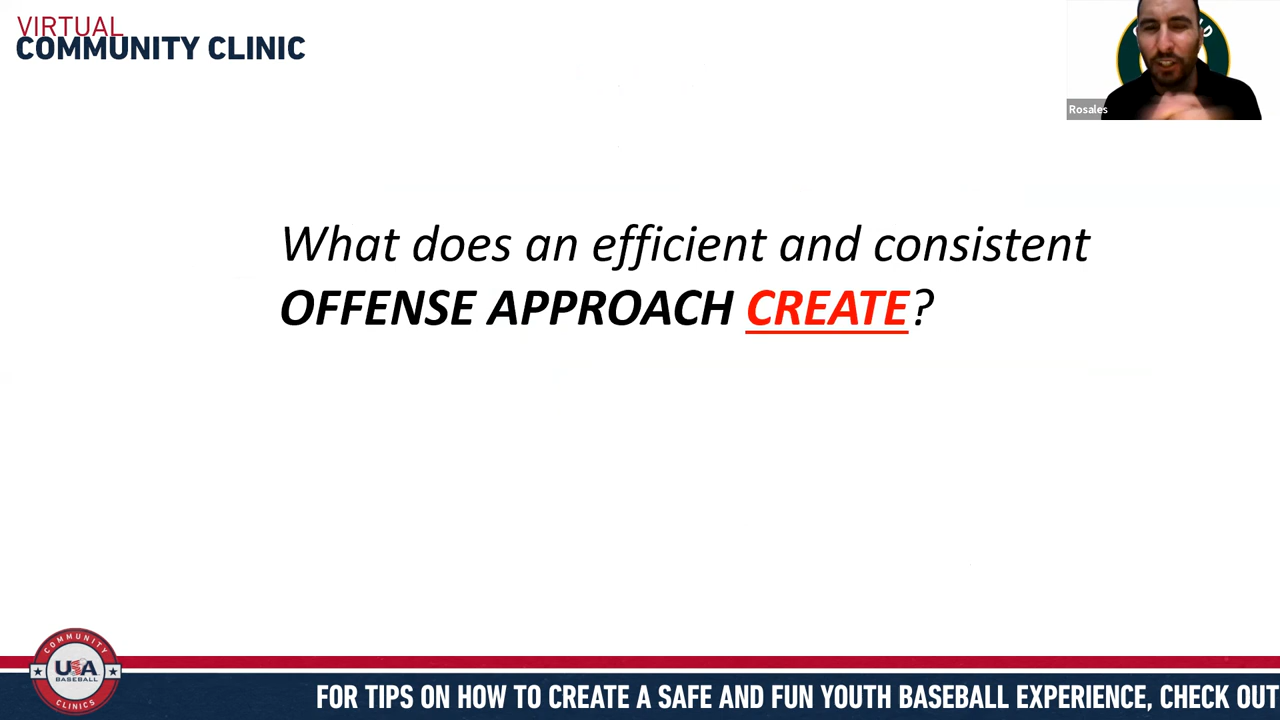 VIRTUAL
COMMUNITY CLINIC
Rosales
What does an efficient and consistent
OFFENSE APPROACH CREATE?
COMMUNITY
USA
BASEBALL
CLINICS
FOR TIPS ON HOW TO CREATE A SAFE AND FUN YOUTH BASEBALL EXPERIENCE, CHECK OUT